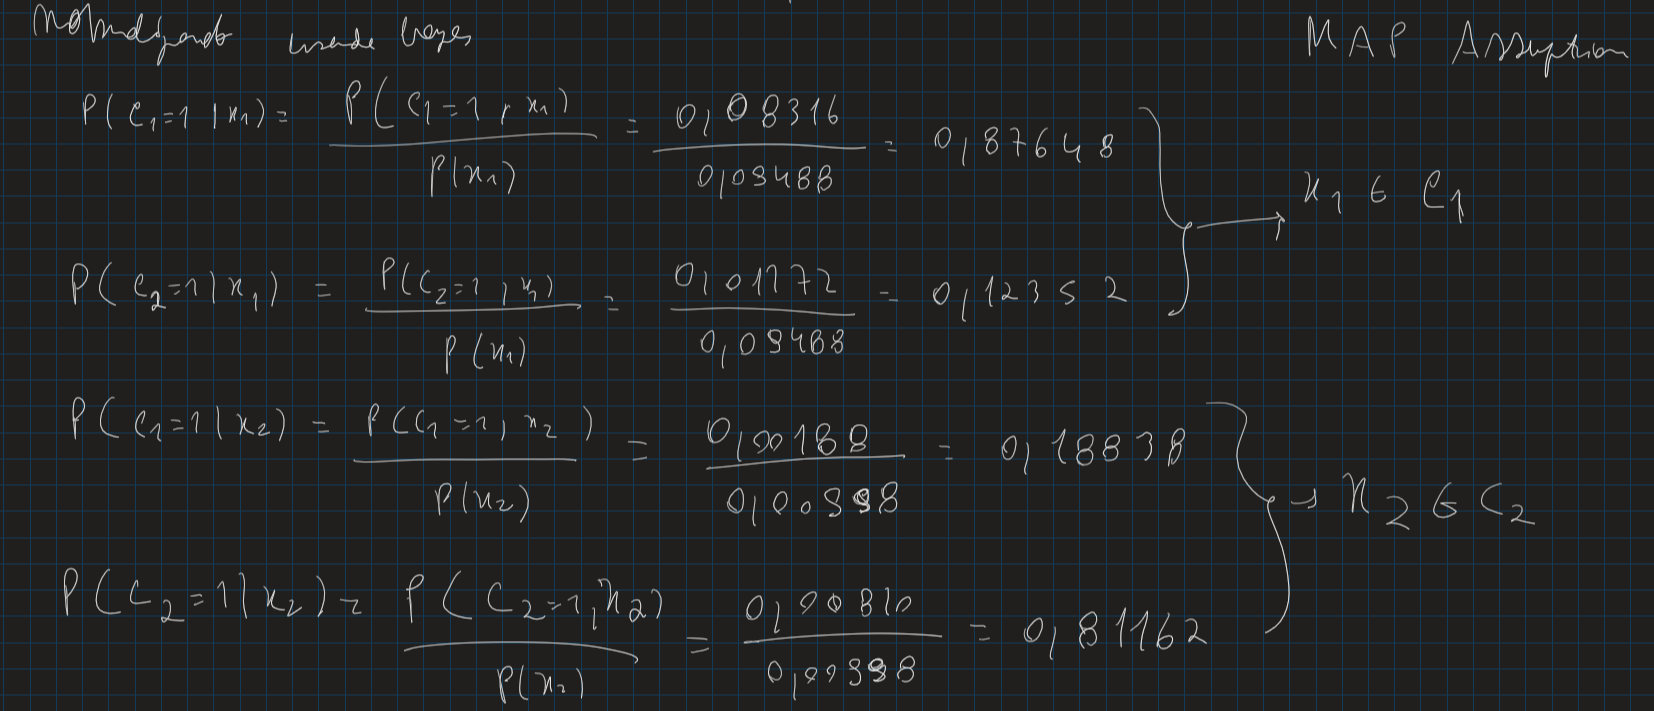 Normalizando usando bayes MAP Assumption
P(C₁=1|x₁) = P(C₁=1, x₁) / P(x₁) = 0,08316 / 0,09488 = 0,87648
x₁ ∈ C₁
P(C₂=1|x₁) = P(C₂=1, x₁) / P(x₁) = 0,01172 / 0,09488 = 0,12352
P(C₁=1|x₂) = P(C₁=1, x₂) / P(x₂) = 0,00188 / 0,00998 = 0,18838
→ x₂ ∈ C₂
P(C₂=1|x₂) = P(C₂=1, x₂) / P(x₂) = 0,00810 / 0,00998 = 0,81162